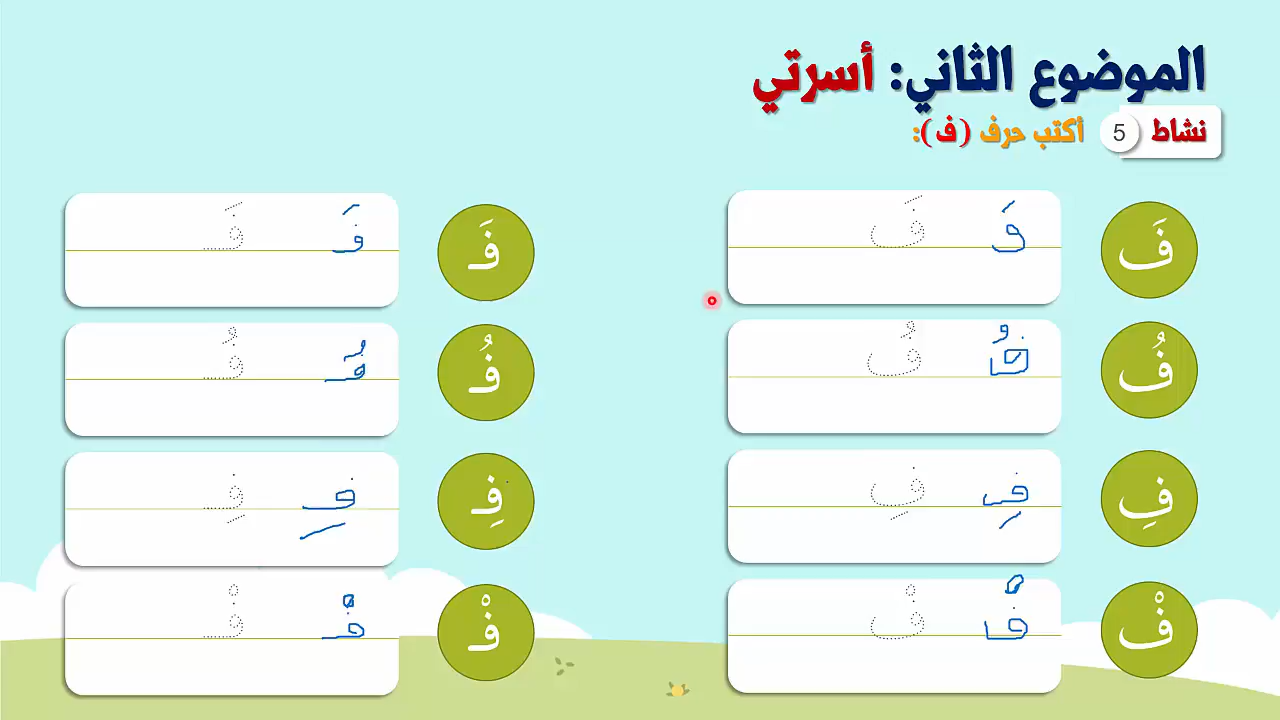 الموضوع الثاني: أسرتي
نشاط 5 أكتب حرف (ف):
فَ فَ فَ فَـ فَـ فَـ
فُ فُ فُ فُـ فُـ فُـ
فِ فِ فِ فِـ فِـ فِـ
فْ فْ فْ فْـ فْـ فْـ